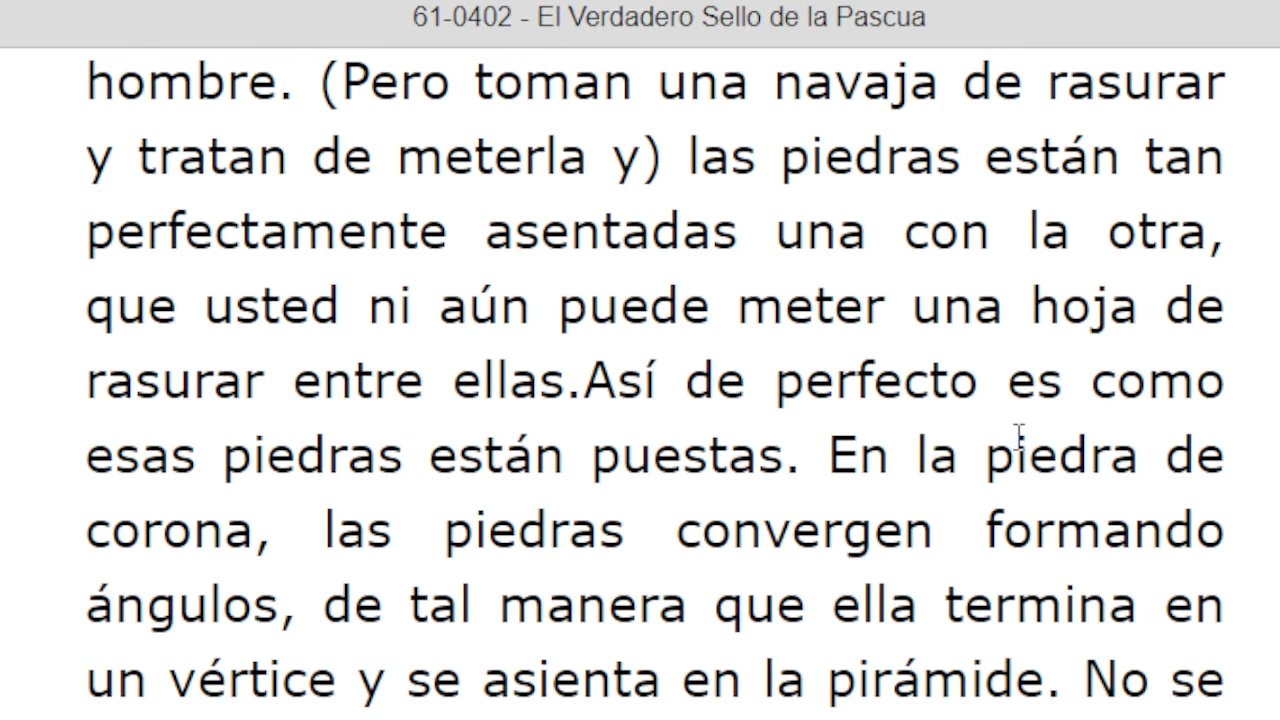 61-0402 - El Verdadero Sello de la Pascua
hombre. (Pero toman una navaja de rasurar
y tratan de meterla y) las piedras están tan
perfectamente asentadas una con la otra,
que usted ni aún puede meter una hoja de
rasurar entre ellas.Así de perfecto es como
esas piedras están puestas. En la piedra de
corona, las piedras convergen formando
ángulos, de tal manera que ella termina en
un vértice y se asienta en la pirámide. No se